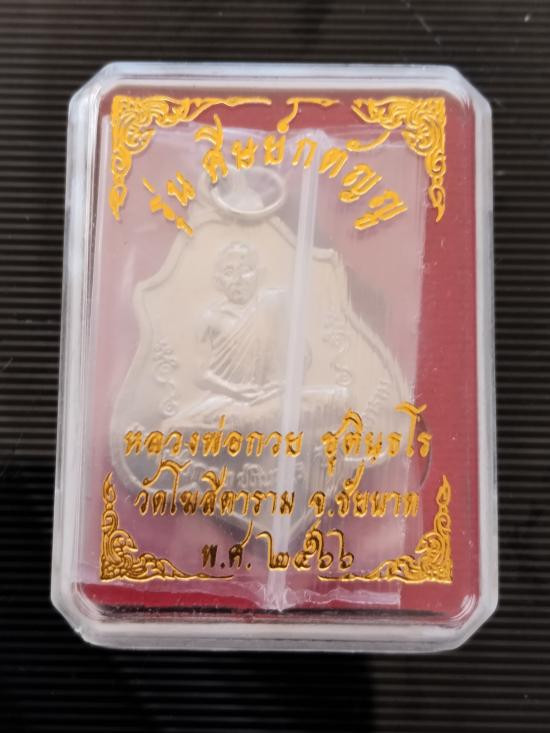 รุ่น ศิษย์กตัญญู
หลวงพ่อกวย ชุตินฺธโร
วัดโฆสิตาราม จ.ชัยนาท
พ.ศ.๒๕๖๖